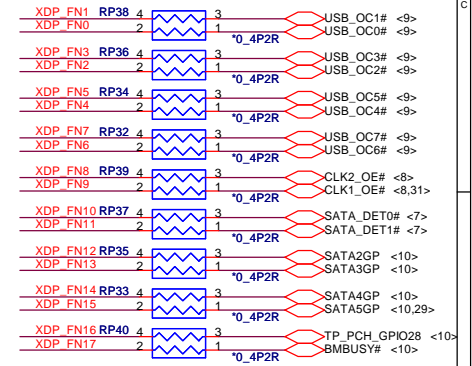 C
XDP_FN1 RP38 4 3 USB_OC1# <9>
XDP_FN0 2 1 USB_OC0# <9>
*0_4P2R
XDP_FN3 RP36 4 3 USB_OC3# <9>
XDP_FN2 2 1 USB_OC2# <9>
*0_4P2R
XDP_FN5 RP34 4 3 USB_OC5# <9>
XDP_FN4 2 1 USB_OC4# <9>
*0_4P2R
XDP_FN7 RP32 4 3 USB_OC7# <9>
XDP_FN6 2 1 USB_OC6# <9>
*0_4P2R
XDP_FN8 RP39 4 3 CLK2_OE# <8>
XDP_FN9 2 1 CLK1_OE# <8,31>
*0_4P2R
XDP_FN10 RP37 4 3 SATA_DET0# <7>
XDP_FN11 2 1 SATA_DET1# <7>
*0_4P2R
XDP_FN12 RP35 4 3 SATA2GP <10>
XDP_FN13 2 1 SATA3GP <10>
*0_4P2R
XDP_FN14 RP33 4 3 SATA4GP <10>
XDP_FN15 2 1 SATA5GP <10,29>
*0_4P2R
XDP_FN16 RP40 4 3 TP_PCH_GPIO28 <10>
XDP_FN17 2 1 BMBUSY# <10>
*0_4P2R